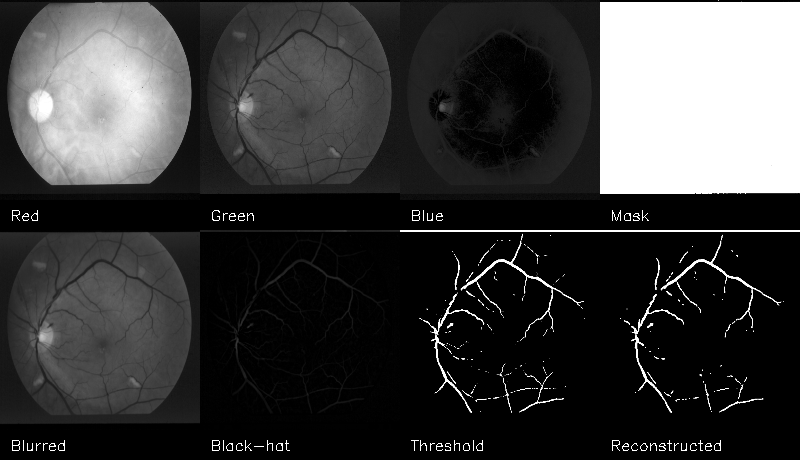 Red
Green
Blue
Mask
Blurred
Black-hat
Threshold
Reconstructed